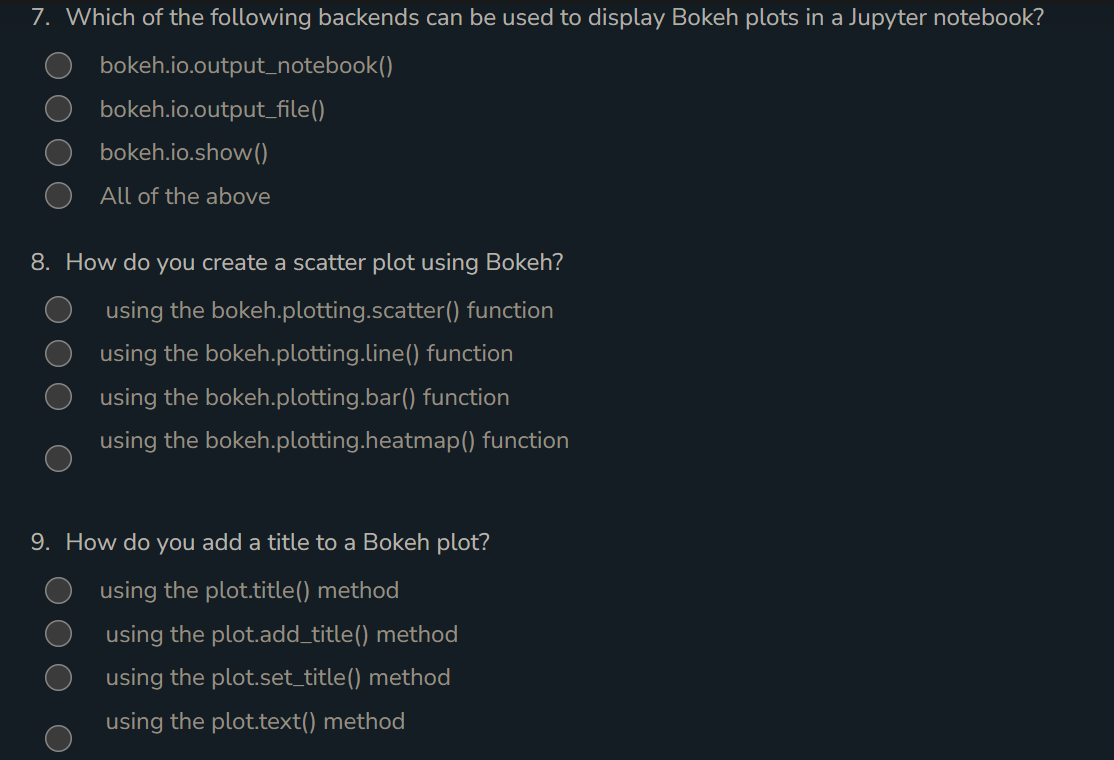 7. Which of the following backends can be used to display Bokeh plots in a Jupyter notebook?
bokeh.io.output_notebook()
bokeh.io.output_file()
bokeh.io.show()
All of the above
8. How do you create a scatter plot using Bokeh?
using the bokeh.plotting.scatter() function
using the bokeh.plotting.line() function
using the bokeh.plotting.bar() function
using the bokeh.plotting.heatmap() function
9. How do you add a title to a Bokeh plot?
using the plot.title() method
using the plot.add_title() method
using the plot.set_title() method
using the plot.text() method